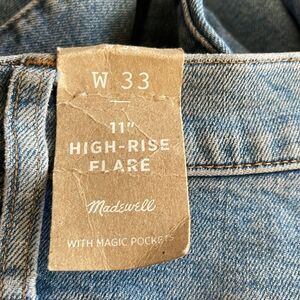 W 33
11"
HIGH-RISE
FLARE
Madewell
WITH MAGIC POCKETS